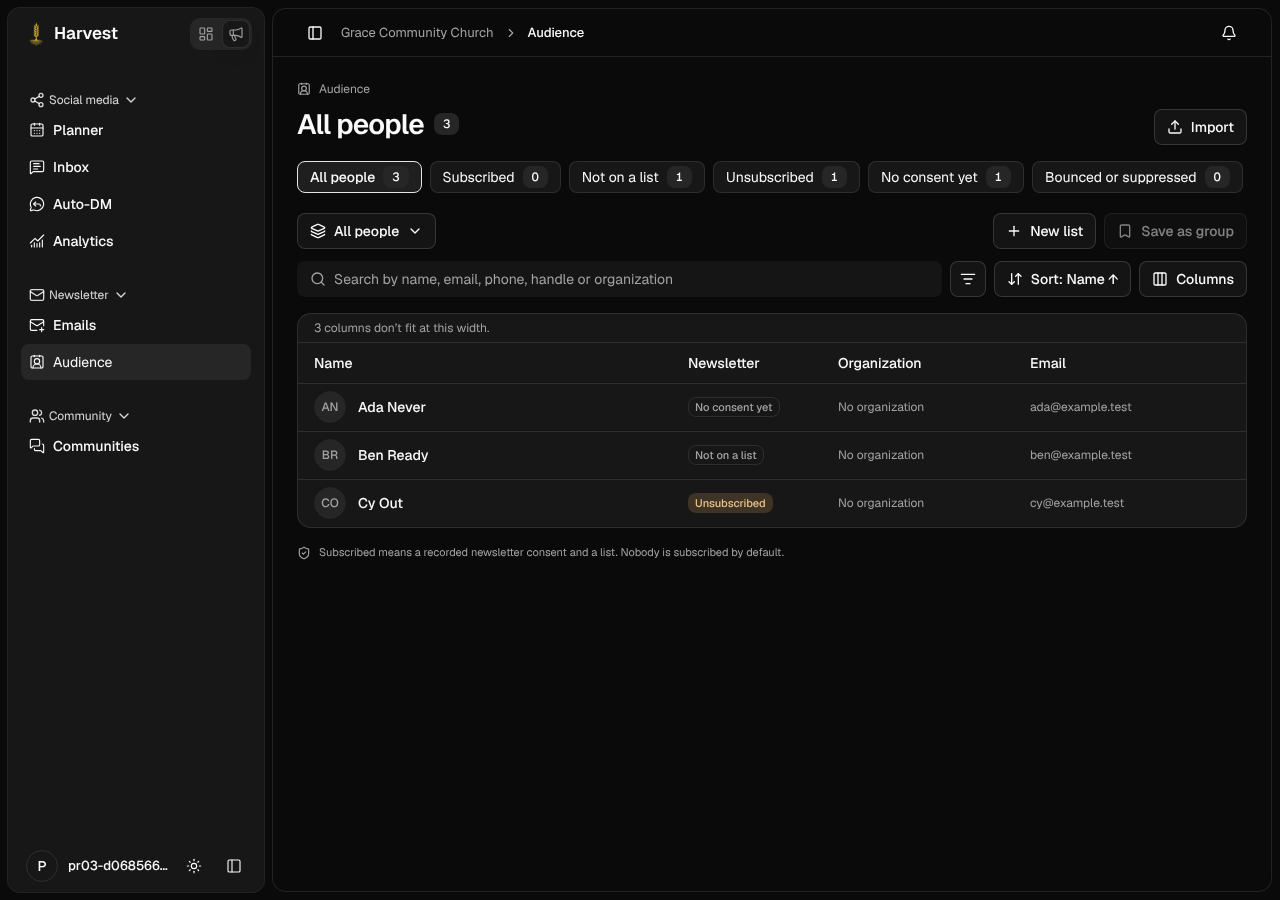 Harvest
Social media
Planner
Inbox
Auto-DM
Analytics
Newsletter
Emails
Audience
Community
Communities
P pr03-d068566...
Grace Community Church > Audience
Audience
All people 3
Import
All people 3 Subscribed 0 Not on a list 1 Unsubscribed 1 No consent yet 1 Bounced or suppressed 0
All people New list Save as group
Search by name, email, phone, handle or organization Sort: Name ↑ Columns
3 columns don't fit at this width.
Name Newsletter Organization Email
AN Ada Never No consent yet No organization ada@example.test
BR Ben Ready Not on a list No organization ben@example.test
CO Cy Out Unsubscribed No organization cy@example.test
Subscribed means a recorded newsletter consent and a list. Nobody is subscribed by default.